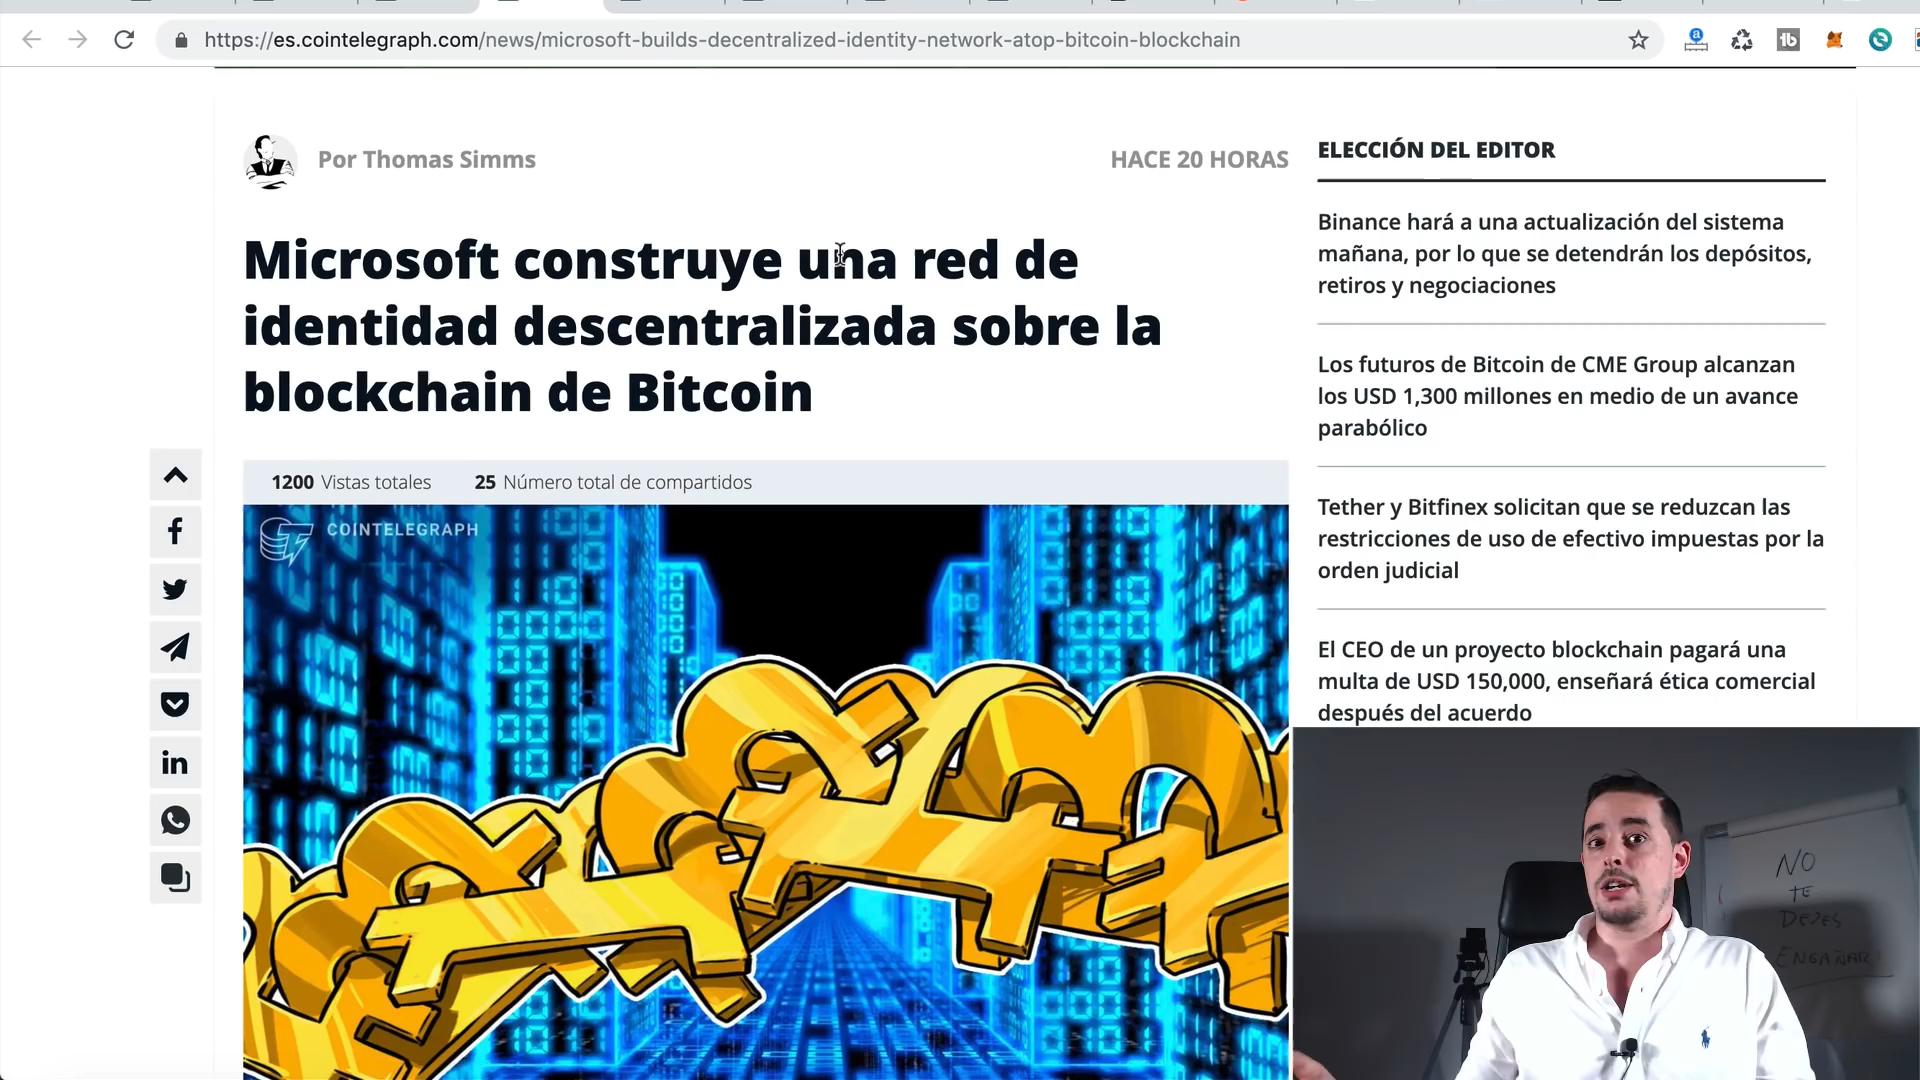 https://es.cointelegraph.com/news/microsoft-builds-decentralized-identity-network-atop-bitcoin-blockchain
Por Thomas Simms
HACE 20 HORAS
Microsoft construye una red de
identidad descentralizada sobre la
blockchain de Bitcoin
1200 Vistas totales
25 Número total de compartidos
COINTELEGRAPH
ELECCIÓN DEL EDITOR
Binance hará a una actualización del sistema
mañana, por lo que se detendrán los depósitos,
retiros y negociaciones
Los futuros de Bitcoin de CME Group alcanzan
los USD 1,300 millones en medio de un avance
parabólico
Tether y Bitfinex solicitan que se reduzcan las
restricciones de uso de efectivo impuestas por la
orden judicial
El CEO de un proyecto blockchain pagará una
multa de USD 150,000, enseñará ética comercial
después del acuerdo
NO
TE
DEJES
ENGAÑAR!